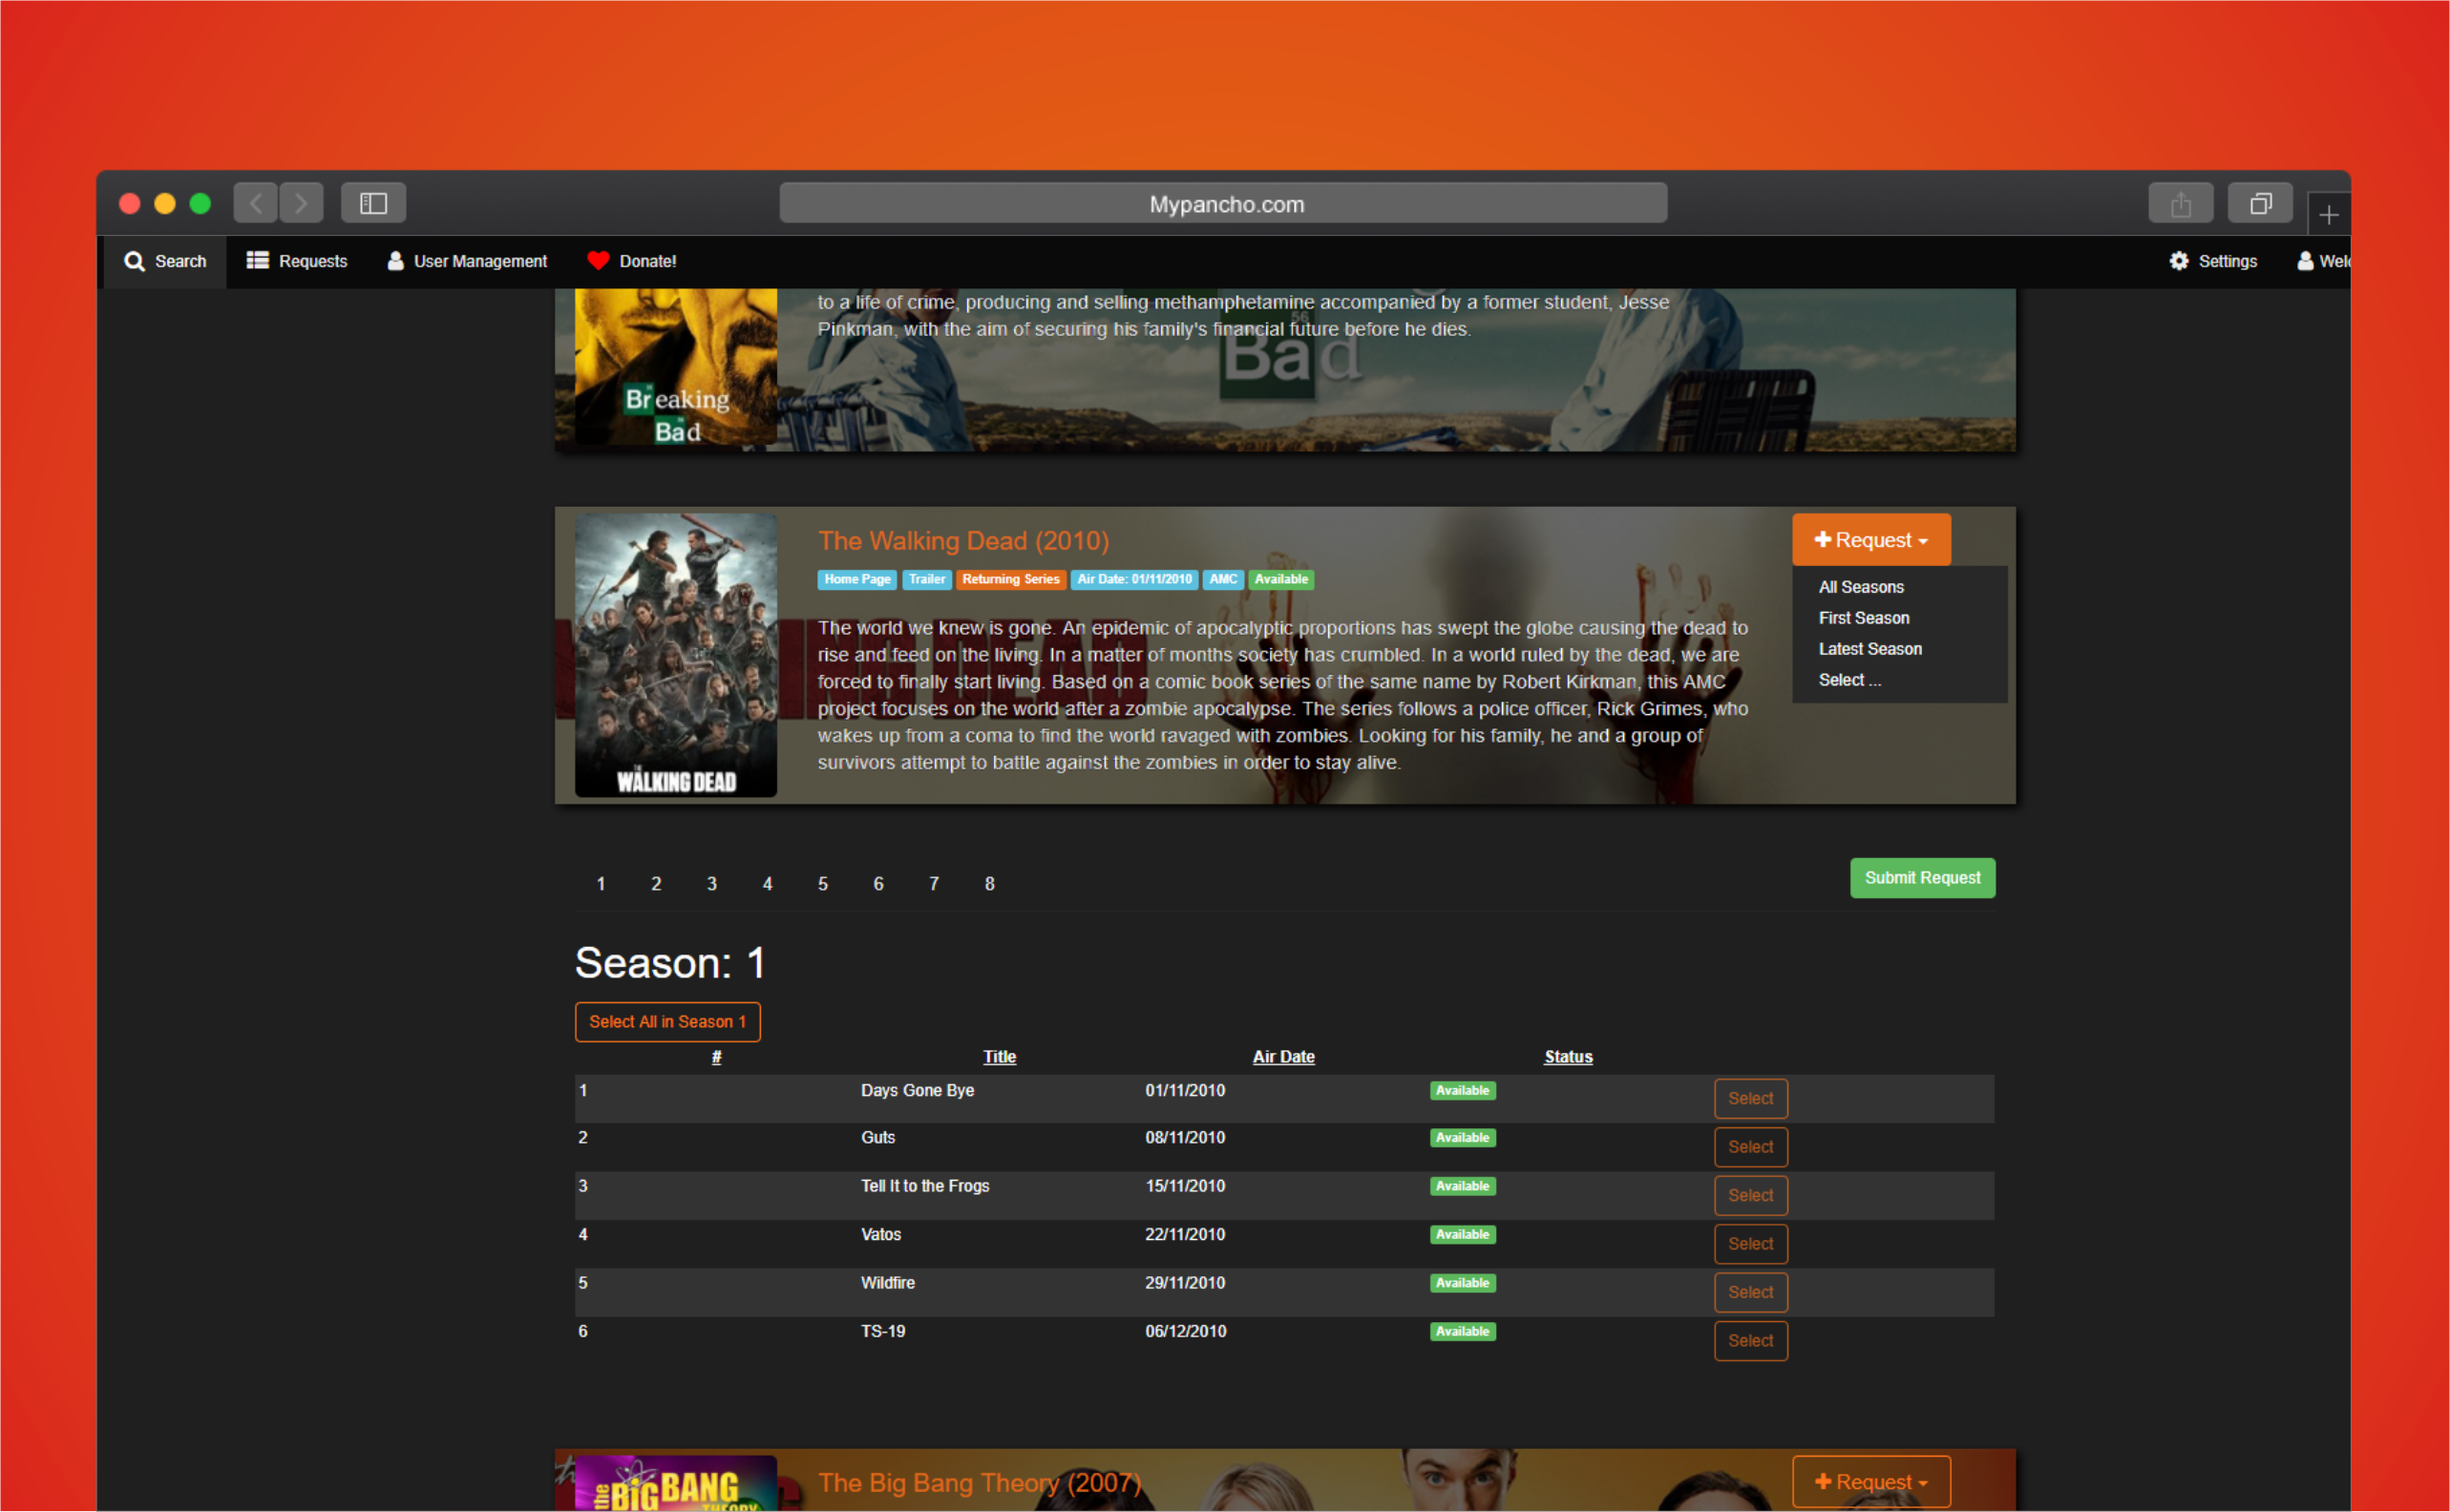 Mypancho.com
Search Requests User Management Donate! Settings
to a life of crime, producing and selling methamphetamine accompanied by a former student, Jesse
Pinkman, with the aim of securing his family's financial future before he dies.
56
Bad
Breaking
Bad
The Walking Dead (2010)
Request
Home Page Trailer Returning Series Air Date: 01/11/2010 AMC Available
All Seasons
First Season
Latest Season
Select ...
The world we knew is gone. An epidemic of apocalyptic proportions has swept the globe causing the dead to
rise and feed on the living. In a matter of months society has crumbled. In a world ruled by the dead, we are
forced to finally start living. Based on a comic book series of the same name by Robert Kirkman, this AMC
project focuses on the world after a zombie apocalypse. The series follows a police officer, Rick Grimes, who
wakes up from a coma to find the world ravaged with zombies. Looking for his family, he and a group of
survivors attempt to battle against the zombies in order to stay alive.
THE
WALKING DEAD
1 2 3 4 5 6 7 8
Submit Request
Season: 1
Select All in Season 1
# Title Air Date Status
1 Days Gone Bye 01/11/2010 Available Select
2 Guts 08/11/2010 Available Select
3 Tell It to the Frogs 15/11/2010 Available Select
4 Vatos 22/11/2010 Available Select
5 Wildfire 29/11/2010 Available Select
6 TS-19 06/12/2010 Available Select
the BIG BANG
THEORY
The Big Bang Theory (2007)
Request